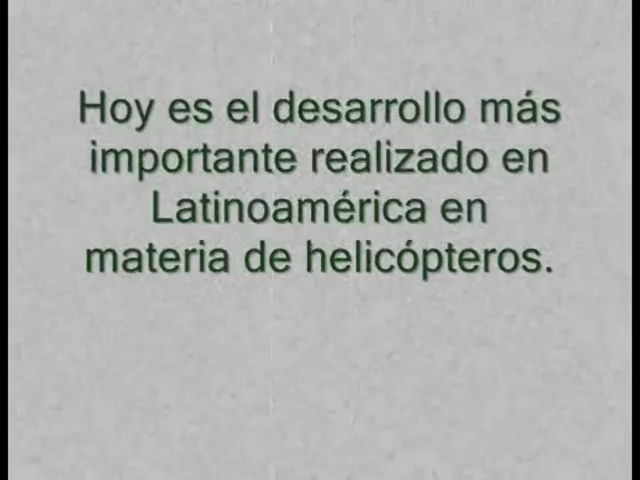 Hoy es el desarrollo más
importante realizado en
Latinoamérica en
materia de helicópteros.